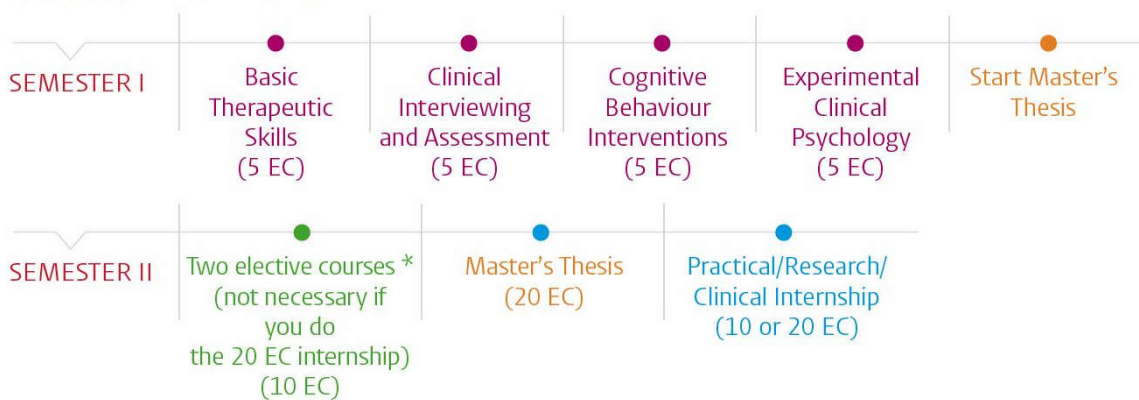 SEMESTER I
Basic
Therapeutic
Skills
(5 EC)
Clinical
Interviewing
and Assessment
(5 EC)
Cognitive
Behaviour
Interventions
(5 EC)
Experimental
Clinical
Psychology
(5 EC)
Start Master's
Thesis
SEMESTER II
Two elective courses *
(not necessary if
you do
the 20 EC internship)
(10 EC)
Master's Thesis
(20 EC)
Practical/Research/
Clinical Internship
(10 or 20 EC)